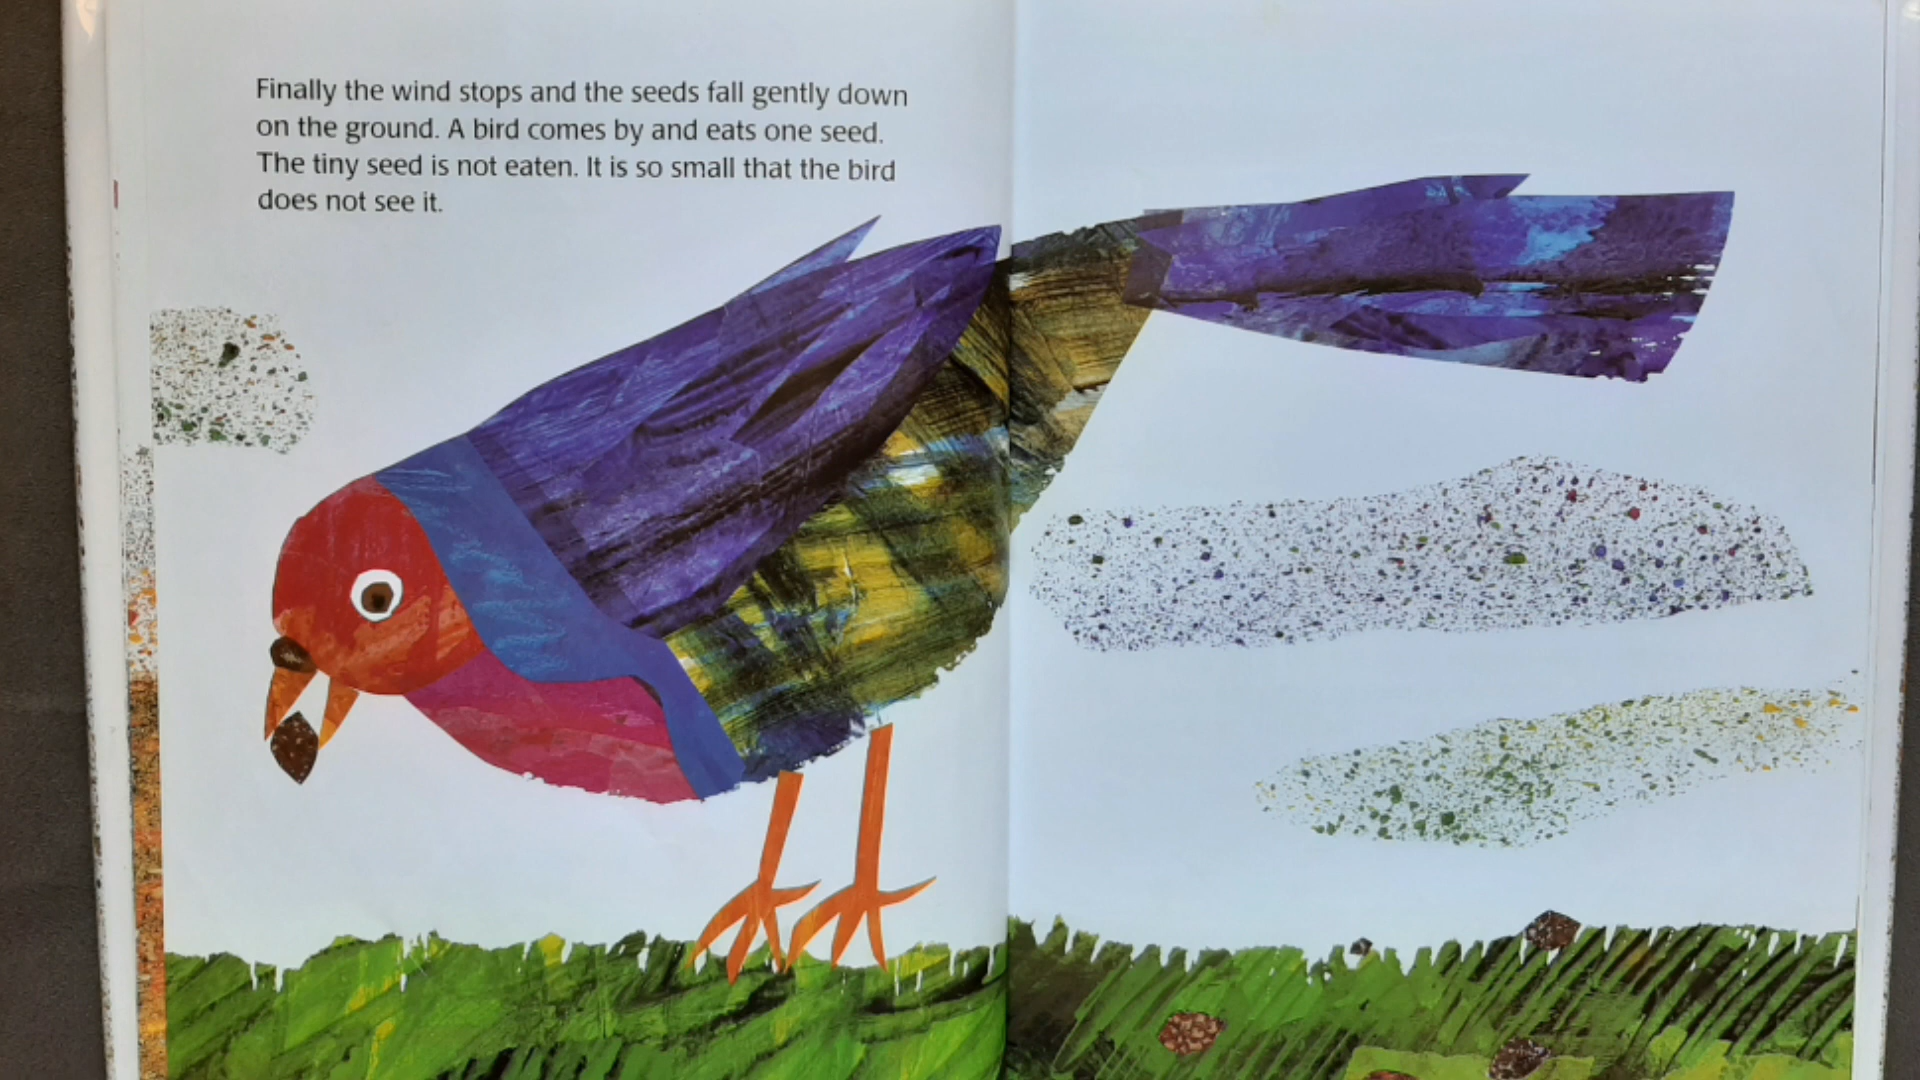 Finally the wind stops and the seeds fall gently down
on the ground. A bird comes by and eats one seed.
The tiny seed is not eaten. It is so small that the bird
does not see it.